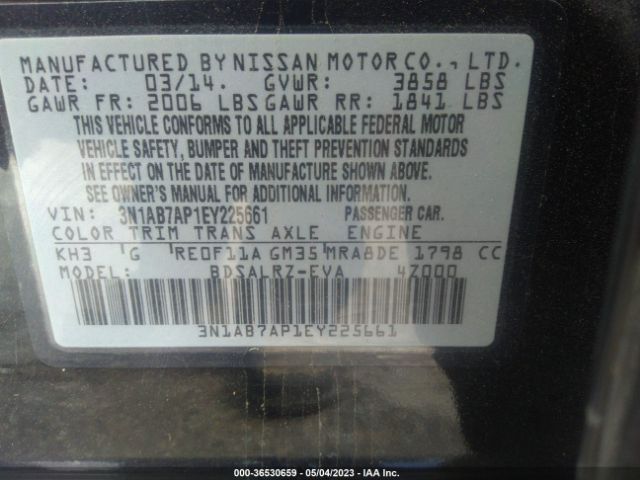 MANUFACTURED BY NISSAN MOTOR CO., LTD.
DATE: 03/14. GVWR: 3858 LBS
GAWR FR: 2006 LBS GAWR RR: 1841 LBS
THIS VEHICLE CONFORMS TO ALL APPLICABLE FEDERAL MOTOR
VEHICLE SAFETY, BUMPER AND THEFT PREVENTION STANDARDS
IN EFFECT ON THE DATE OF MANUFACTURE SHOWN ABOVE.
SEE OWNER'S MANUAL FOR ADDITIONAL INFORMATION.
VIN: 3N1AB7AP1EY225661 PASSENGER CAR.
COLOR TRIM TRANS AXLE ENGINE
KH3 G RE0F11A GM35 MRA8DE 1798 CC
MODEL: BDSALRZ-EVA 4Z000
3N1AB7AP1EY225661
000-36530659 - 05/04/2023 - IAA Inc.